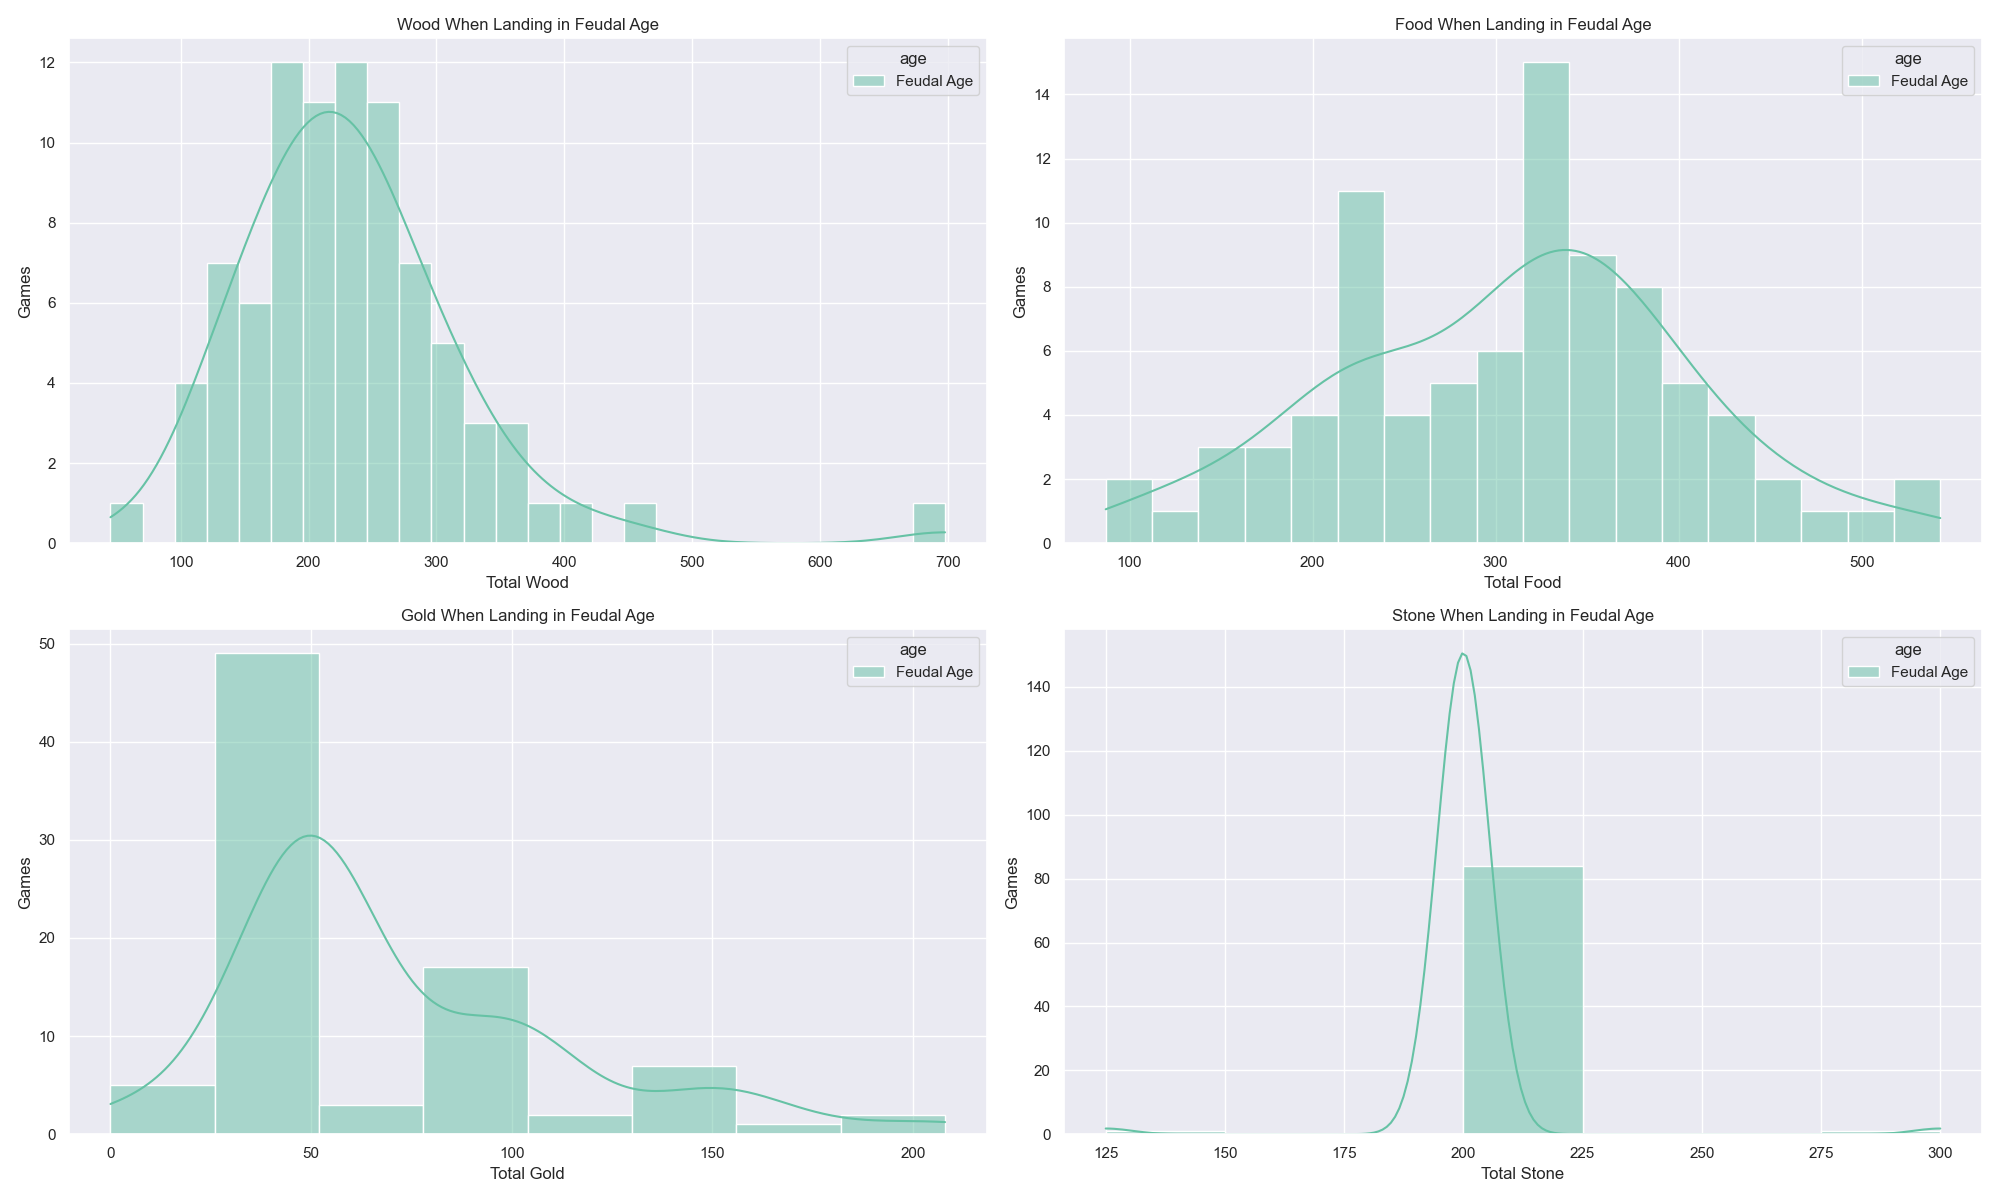 Wood When Landing in Feudal Age
age
Feudal Age
12
10
8
6
4
2
0
Games
100 200 300 400 500 600 700
Total Wood
Food When Landing in Feudal Age
age
Feudal Age
14
12
10
8
6
4
2
0
Games
100 200 300 400 500
Total Food
Gold When Landing in Feudal Age
age
Feudal Age
50
40
30
20
10
0
Games
0 50 100 150 200
Total Gold
Stone When Landing in Feudal Age
age
Feudal Age
140
120
100
80
60
40
20
0
Games
125 150 175 200 225 250 275 300
Total Stone